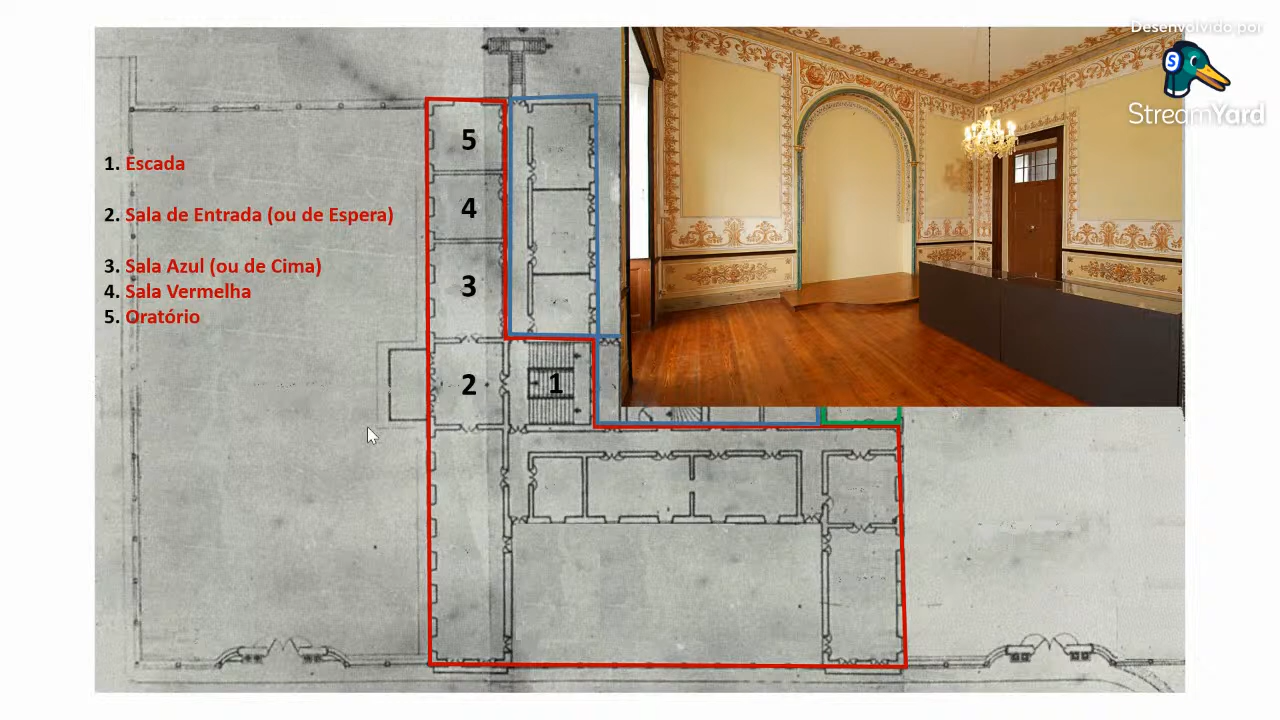 Desenvolvido por
StreamYard
1. Escada
2. Sala de Entrada (ou de Espera)
3. Sala Azul (ou de Cima)
4. Sala Vermelha
5. Oratório
5
4
3
2
1